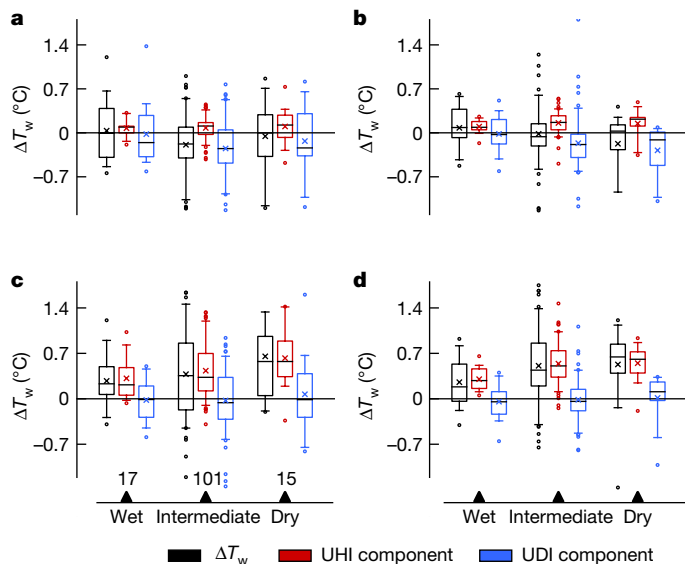 a
b
ΔTw (°C)
1.4
0.7
0
−0.7
ΔTw (°C)
1.4
0.7
0
−0.7
c
d
ΔTw (°C)
1.4
0.7
0
−0.7
17
101
15
Wet
Intermediate
Dry
ΔTw (°C)
1.4
0.7
0
−0.7
Wet
Intermediate
Dry
ΔTw
UHI component
UDI component